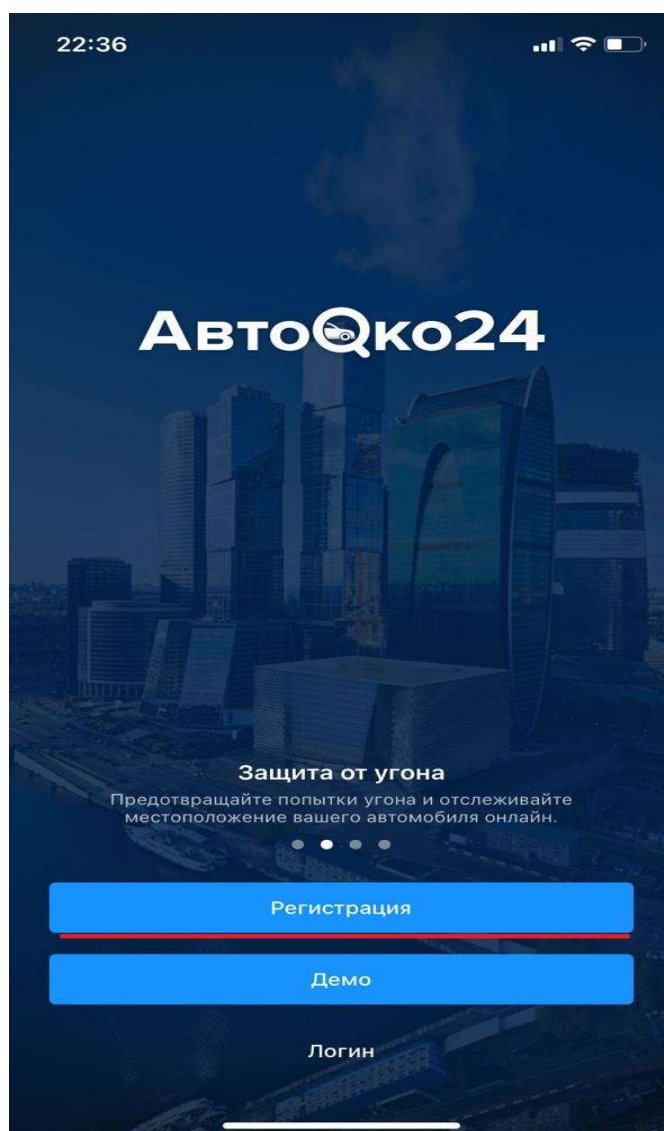 22:36
АвтоОко24
Защита от угона
Предотвращайте попытки угона и отслеживайте
местоположение вашего автомобиля онлайн.
Регистрация
Демо
Логин